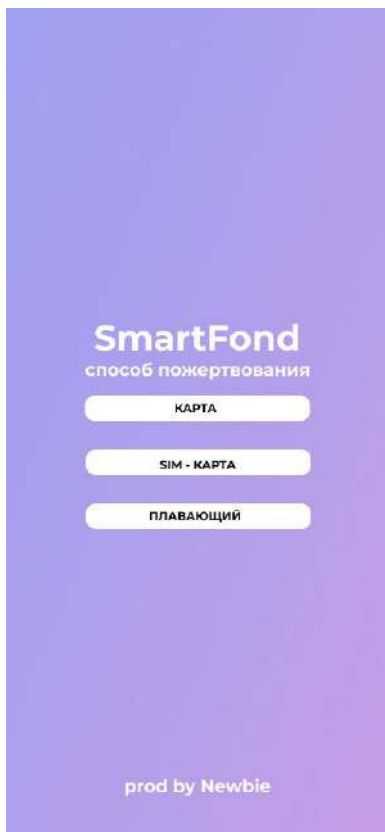 SmartFond
способ пожертвования
КАРТА
SIM - КАРТА
ПЛАВАЮЩИЙ
prod by Newbie